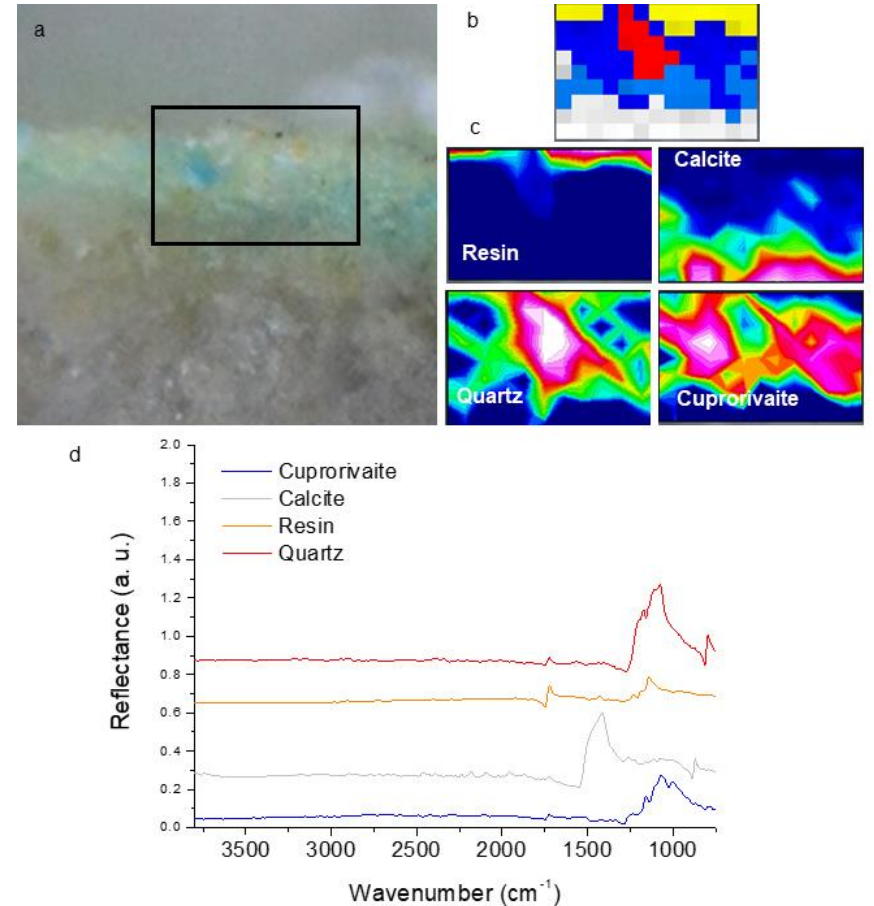 a
b
c
Resin
Calcite
Quartz
Cuprorivaite
d
2.0
1.8
1.6
1.4
1.2
1.0
0.8
0.6
0.4
0.2
0.0
Reflectance (a. u.)
Cuprorivaite
Calcite
Resin
Quartz
3500
3000
2500
2000
1500
1000
Wavenumber (cm⁻¹)